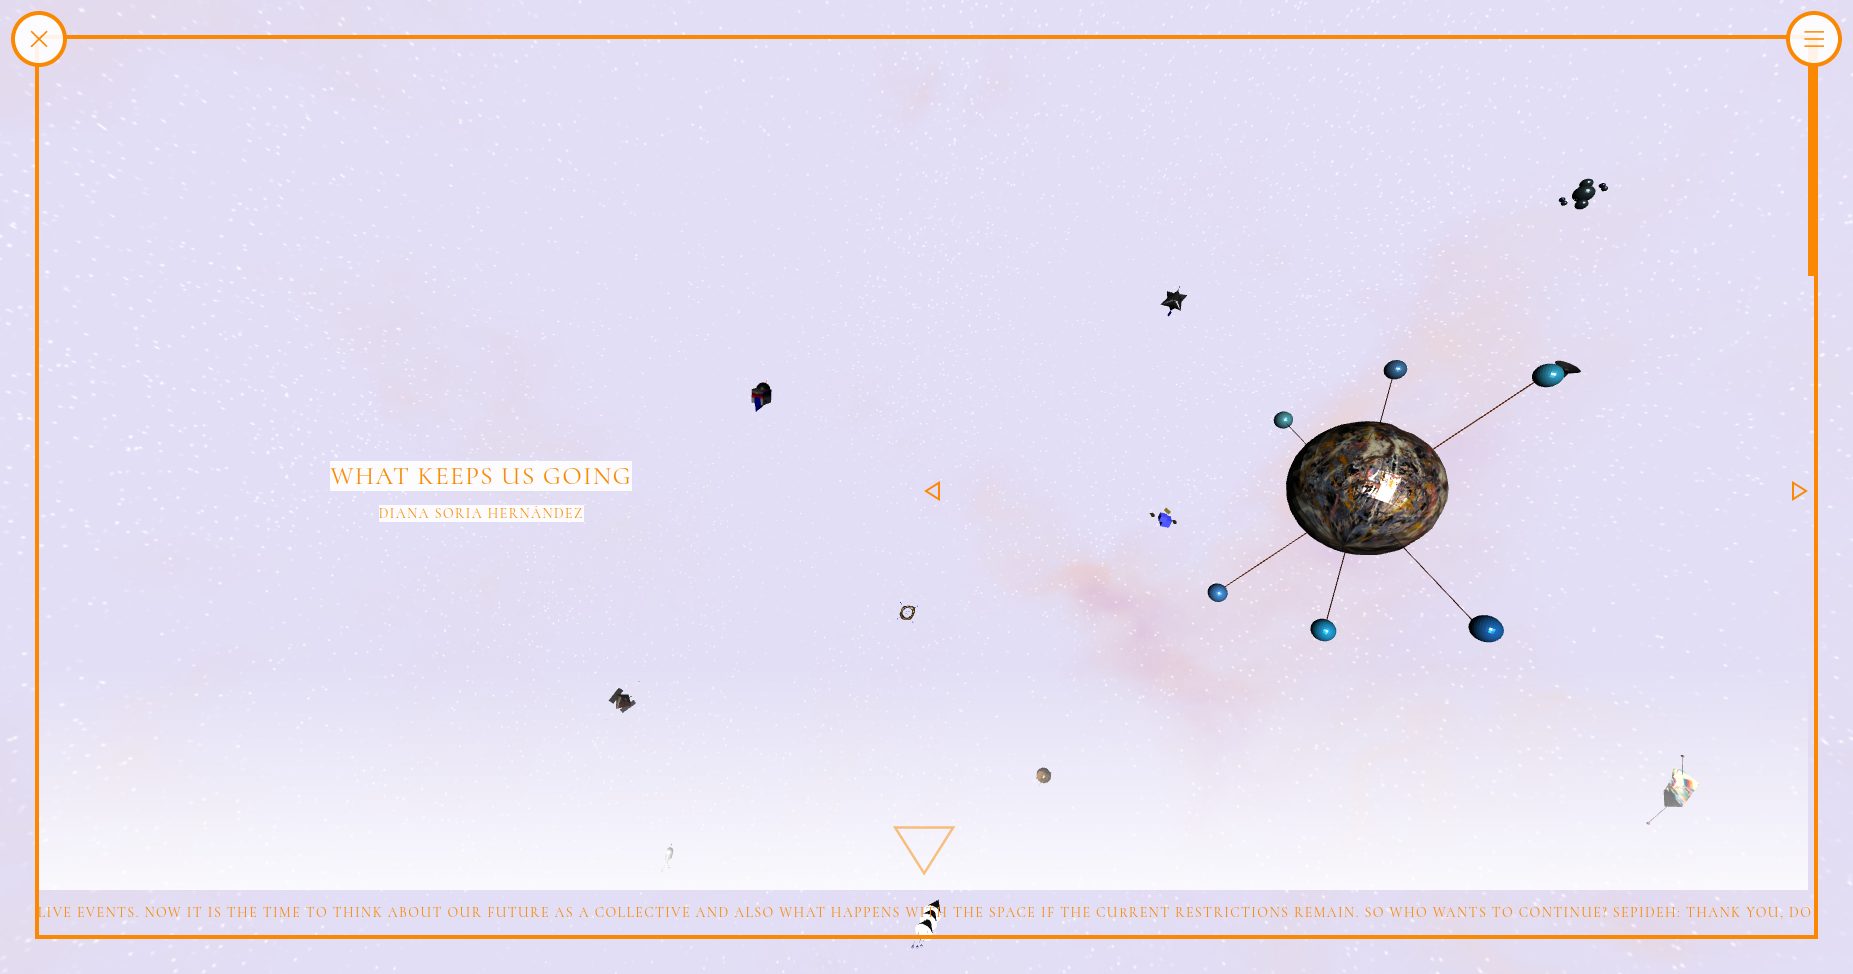 WHAT KEEPS US GOING
DIANA SORIA HERNÁNDEZ
LIVE EVENTS. NOW IT IS THE TIME TO THINK ABOUT OUR FUTURE AS A COLLECTIVE AND ALSO WHAT HAPPENS WITH THE SPACE IF THE CURRENT RESTRICTIONS REMAIN. SO WHO WANTS TO CONTINUE? SEPIDEH: THANK YOU, DO